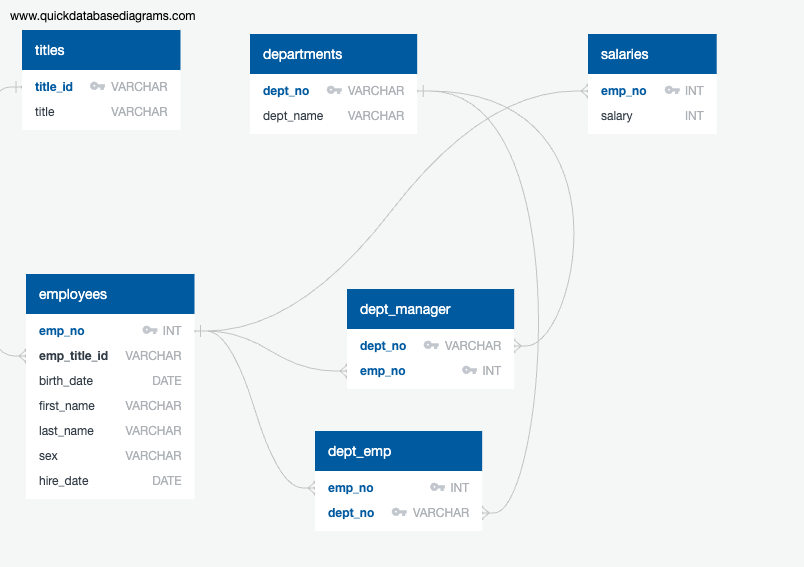 www.quickdatabasediagrams.com
titles
title_id VARCHAR
title VARCHAR
departments
dept_no VARCHAR
dept_name VARCHAR
salaries
emp_no INT
salary INT
employees
emp_no INT
emp_title_id VARCHAR
birth_date DATE
first_name VARCHAR
last_name VARCHAR
sex VARCHAR
hire_date DATE
dept_manager
dept_no VARCHAR
emp_no INT
dept_emp
emp_no INT
dept_no VARCHAR